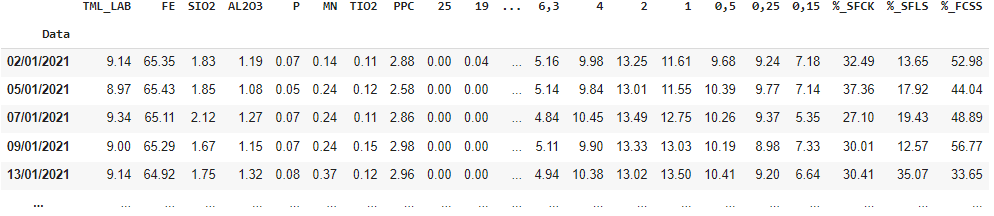 TML_LAB FE SIO2 AL2O3 P MN TIO2 PPC 25 19 ... 6,3 4 2 1 0,5 0,25 0,15 %_SFCK %_SFLS %_FCSS
Data
02/01/2021 9.14 65.35 1.83 1.19 0.07 0.14 0.11 2.88 0.00 0.04 ... 5.16 9.98 13.25 11.61 9.68 9.24 7.18 32.49 13.65 52.98
05/01/2021 8.97 65.43 1.85 1.08 0.05 0.24 0.12 2.58 0.00 0.00 ... 5.14 9.84 13.01 11.55 10.39 9.77 7.14 37.36 17.92 44.04
07/01/2021 9.34 65.11 2.12 1.27 0.07 0.24 0.11 2.86 0.00 0.00 ... 4.84 10.45 13.49 12.75 10.26 9.37 5.35 27.10 19.43 48.89
09/01/2021 9.00 65.29 1.67 1.15 0.07 0.24 0.15 2.98 0.00 0.00 ... 5.11 9.90 13.33 13.03 10.19 8.98 7.33 30.01 12.57 56.77
13/01/2021 9.14 64.92 1.75 1.32 0.08 0.37 0.12 2.96 0.00 0.00 ... 4.94 10.38 13.02 13.50 10.41 9.20 6.64 30.41 35.07 33.65
... ... ... ... ... ... ... ... ... ... ... ... ... ... ... ... ... ... ... ... ... ...